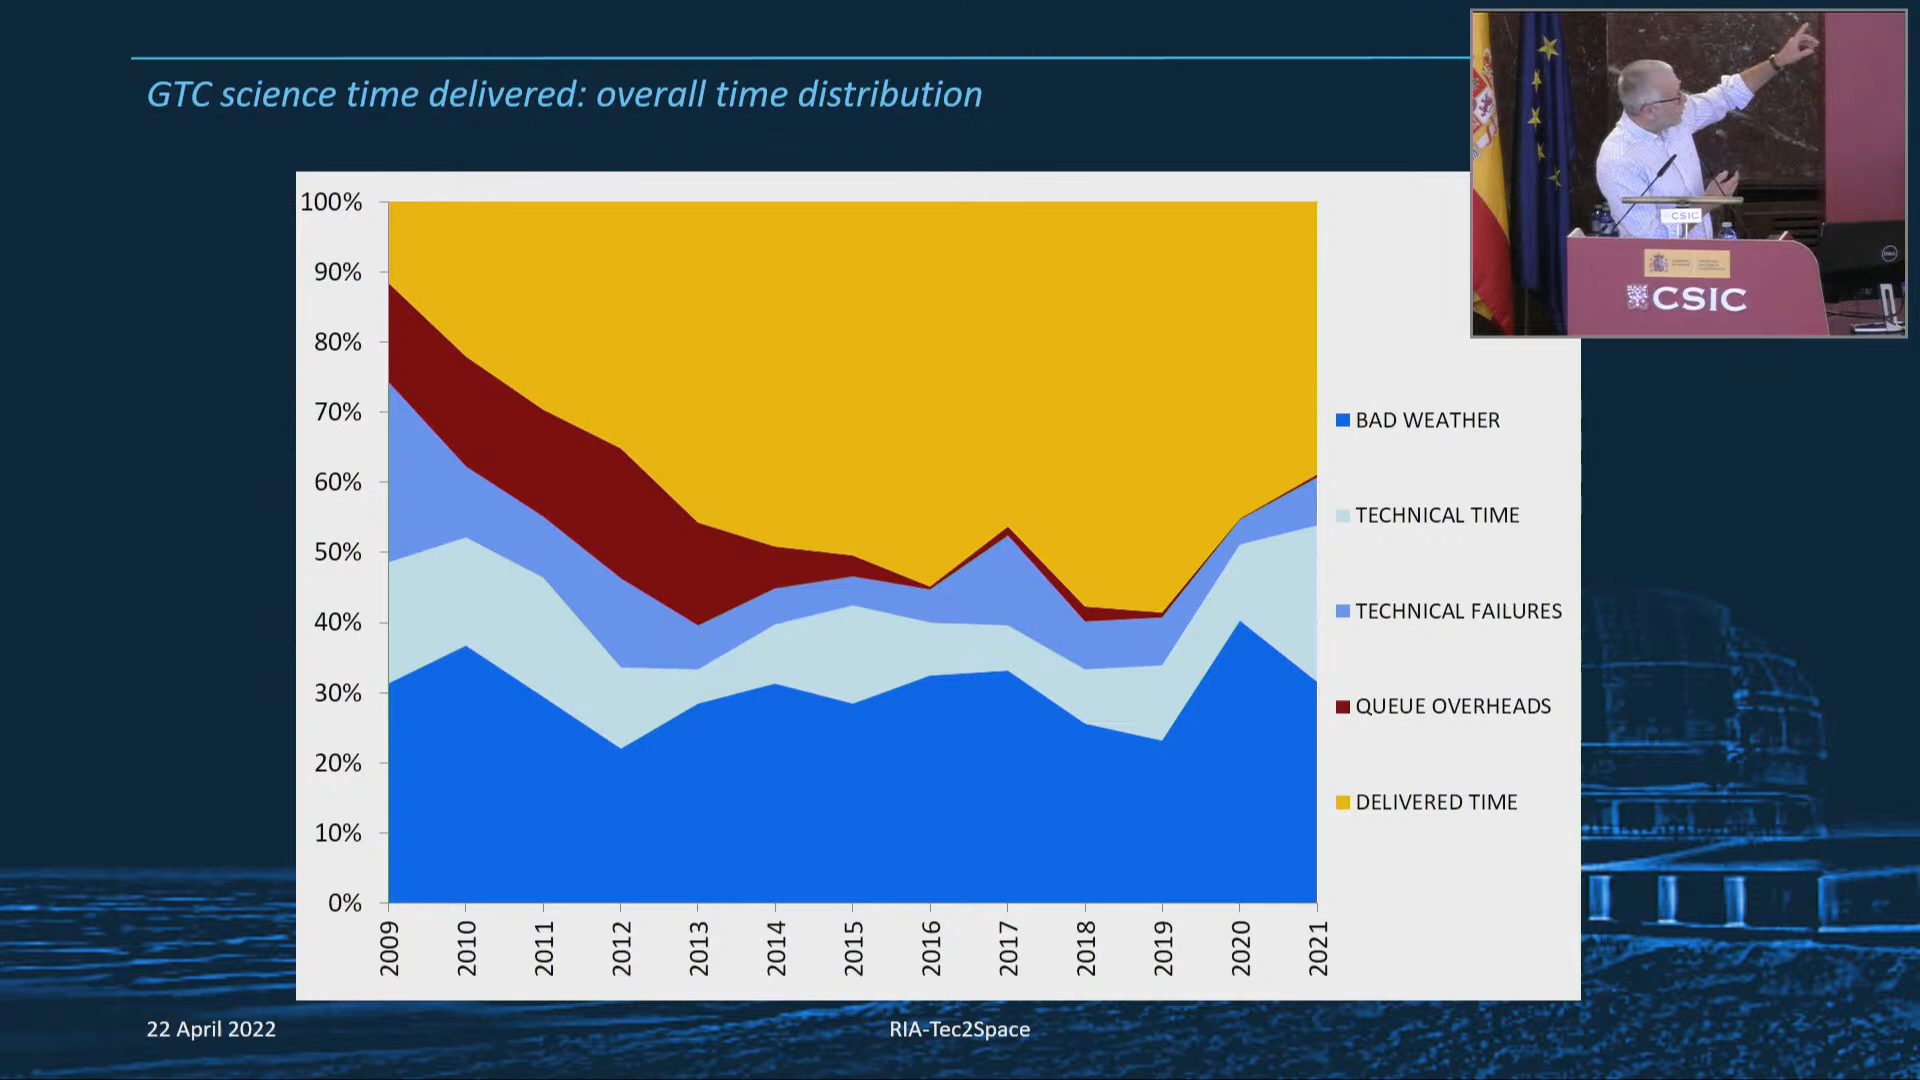 GTC science time delivered: overall time distribution
100%
90%
80%
70%
60%
50%
40%
30%
20%
10%
0%
2009
2010
2011
2012
2013
2014
2015
2016
2017
2018
2019
2020
2021
BAD WEATHER
TECHNICAL TIME
TECHNICAL FAILURES
QUEUE OVERHEADS
DELIVERED TIME
CSIC
CSIC
22 April 2022
RIA-Tec2Space